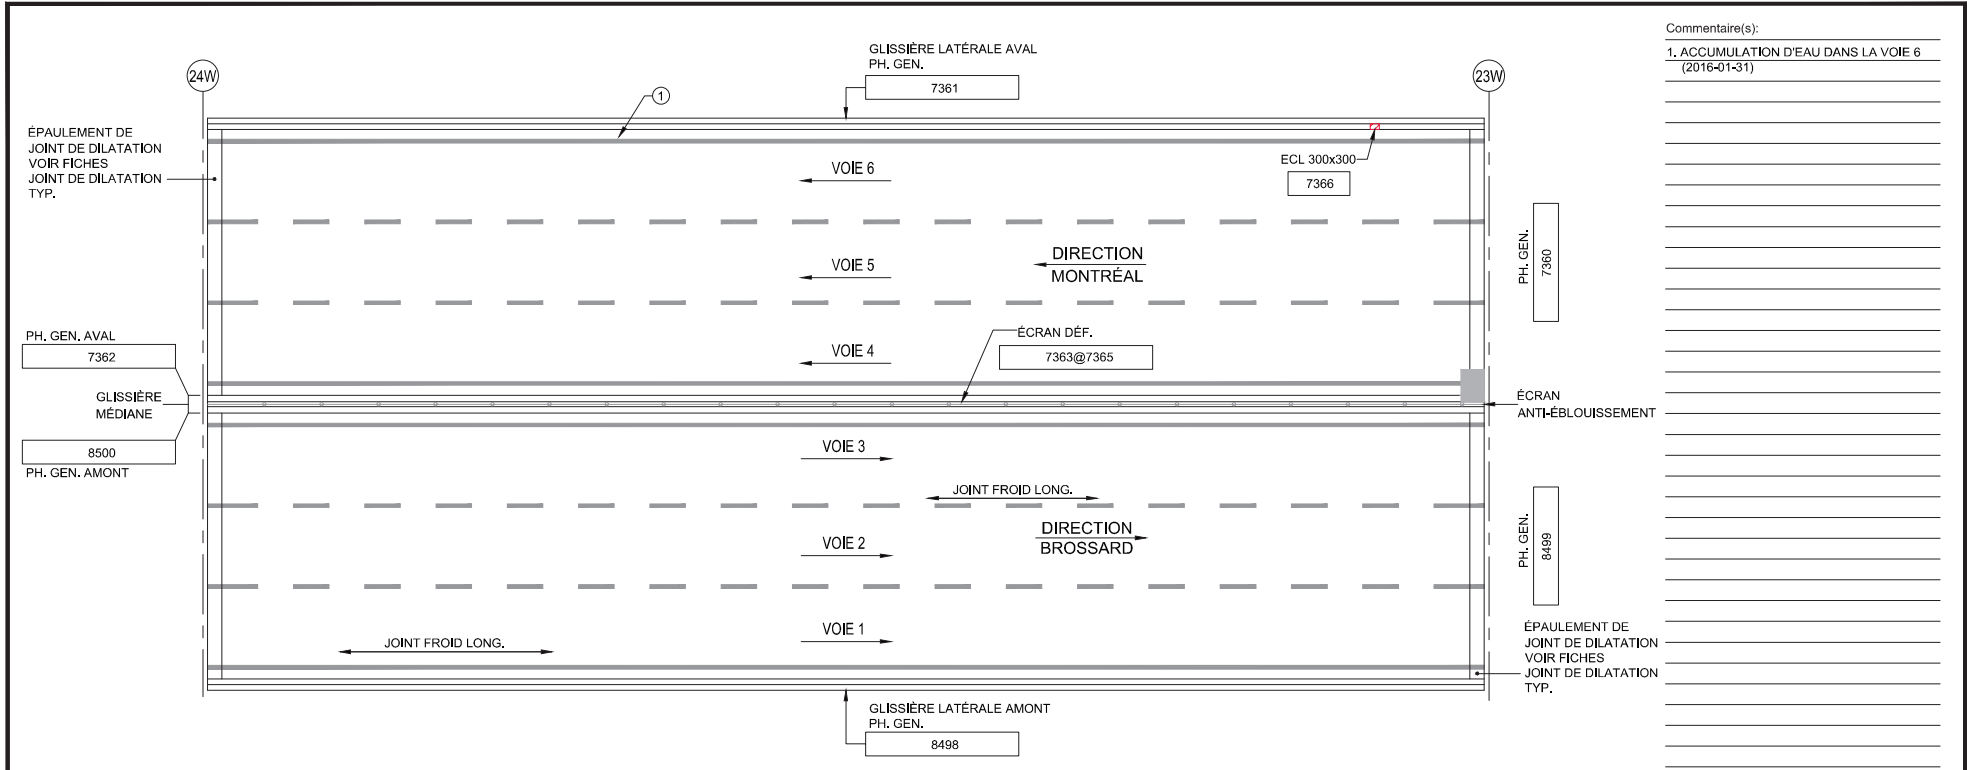 Commentaire(s):
1. ACCUMULATION D'EAU DANS LA VOIE 6
(2016-01-31)
24W
23W
GLISSIÈRE LATÉRALE AVAL
PH. GEN.
7361
1
ÉPAULEMENT DE
JOINT DE DILATATION
VOIR FICHES
JOINT DE DILATATION
TYP.
ECL 300x300
7366
VOIE 6
VOIE 5
DIRECTION
MONTRÉAL
PH. GEN.
7360
PH. GEN. AVAL
7362
VOIE 4
ÉCRAN DÉF.
7363@7365
GLISSIÈRE
MÉDIANE
ÉCRAN
ANTI-ÉBLOUISSEMENT
8500
PH. GEN. AMONT
VOIE 3
JOINT FROID LONG.
DIRECTION
BROSSARD
VOIE 2
PH. GEN.
8499
VOIE 1
JOINT FROID LONG.
ÉPAULEMENT DE
JOINT DE DILATATION
VOIR FICHES
JOINT DE DILATATION
TYP.
GLISSIÈRE LATÉRALE AMONT
PH. GEN.
8498